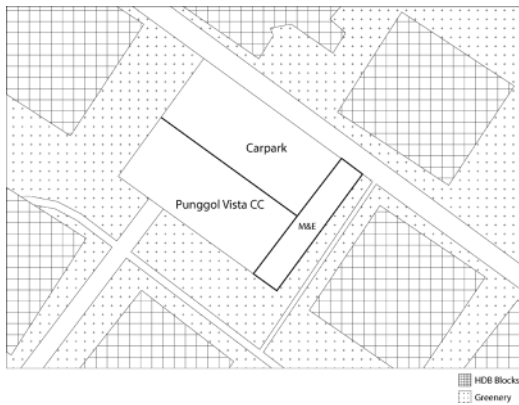 Carpark
Punggol Vista CC
M&E
HDB Blocks
Greenery